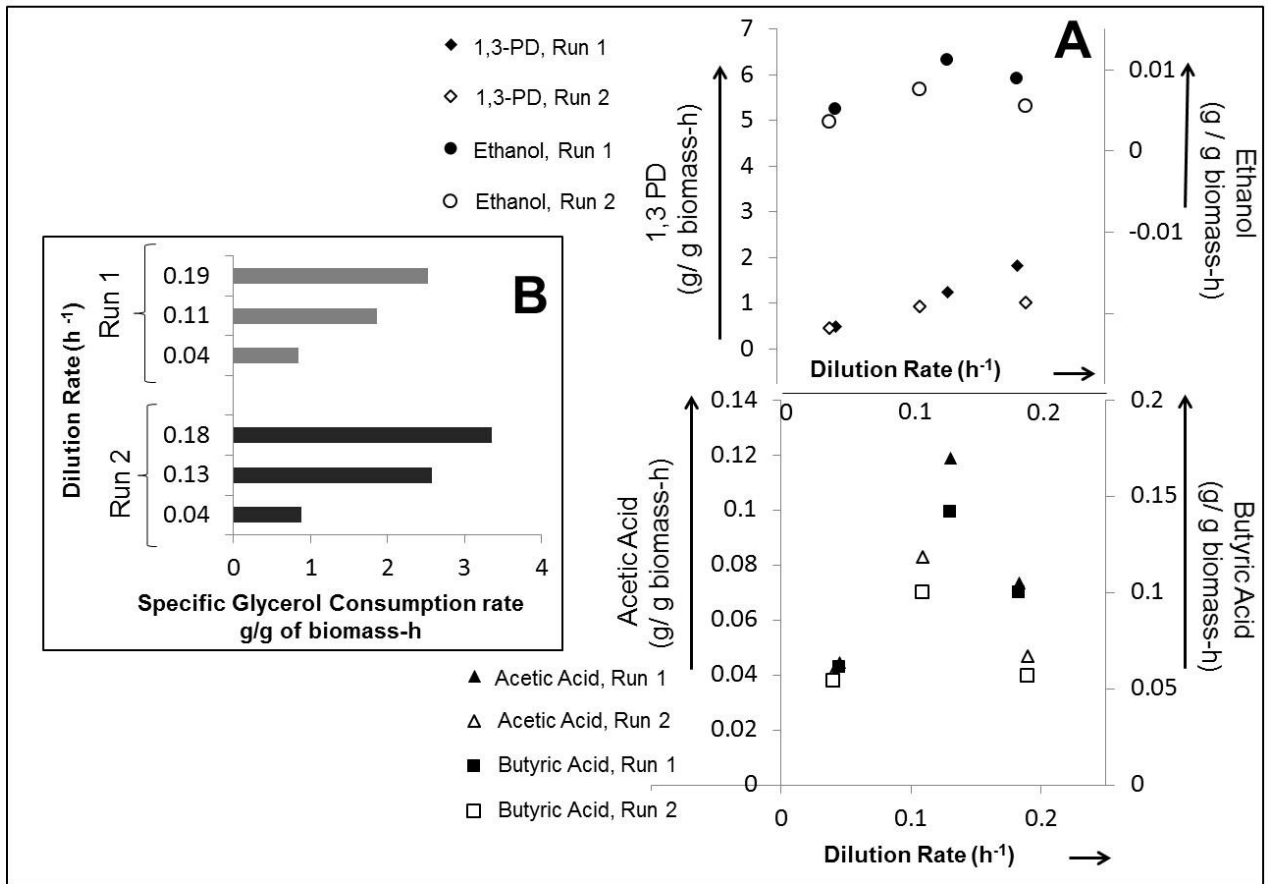 1,3-PD, Run 1
1,3-PD, Run 2
Ethanol, Run 1
Ethanol, Run 2
A
7
6
5
4
3
2
1
0
1,3 PD
(g/ g biomass-h)
0.01
0
-0.01
Ethanol
(g / g biomass-h)
Dilution Rate (h-1)
0
0.1
0.2
B
Dilution Rate (h -1)
Run 1
0.19
0.11
0.04
Run 2
0.18
0.13
0.04
0 1 2 3 4
Specific Glycerol Consumption rate
g/g of biomass-h
0.14
0.12
0.1
0.08
0.06
0.04
0.02
0
Acetic Acid
(g/ g biomass-h)
0.2
0.15
0.1
0.05
0
Butyric Acid
(g/ g biomass-h)
0 0.1 0.2
Dilution Rate (h-1)
Acetic Acid, Run 1
Acetic Acid, Run 2
Butyric Acid, Run 1
Butyric Acid, Run 2